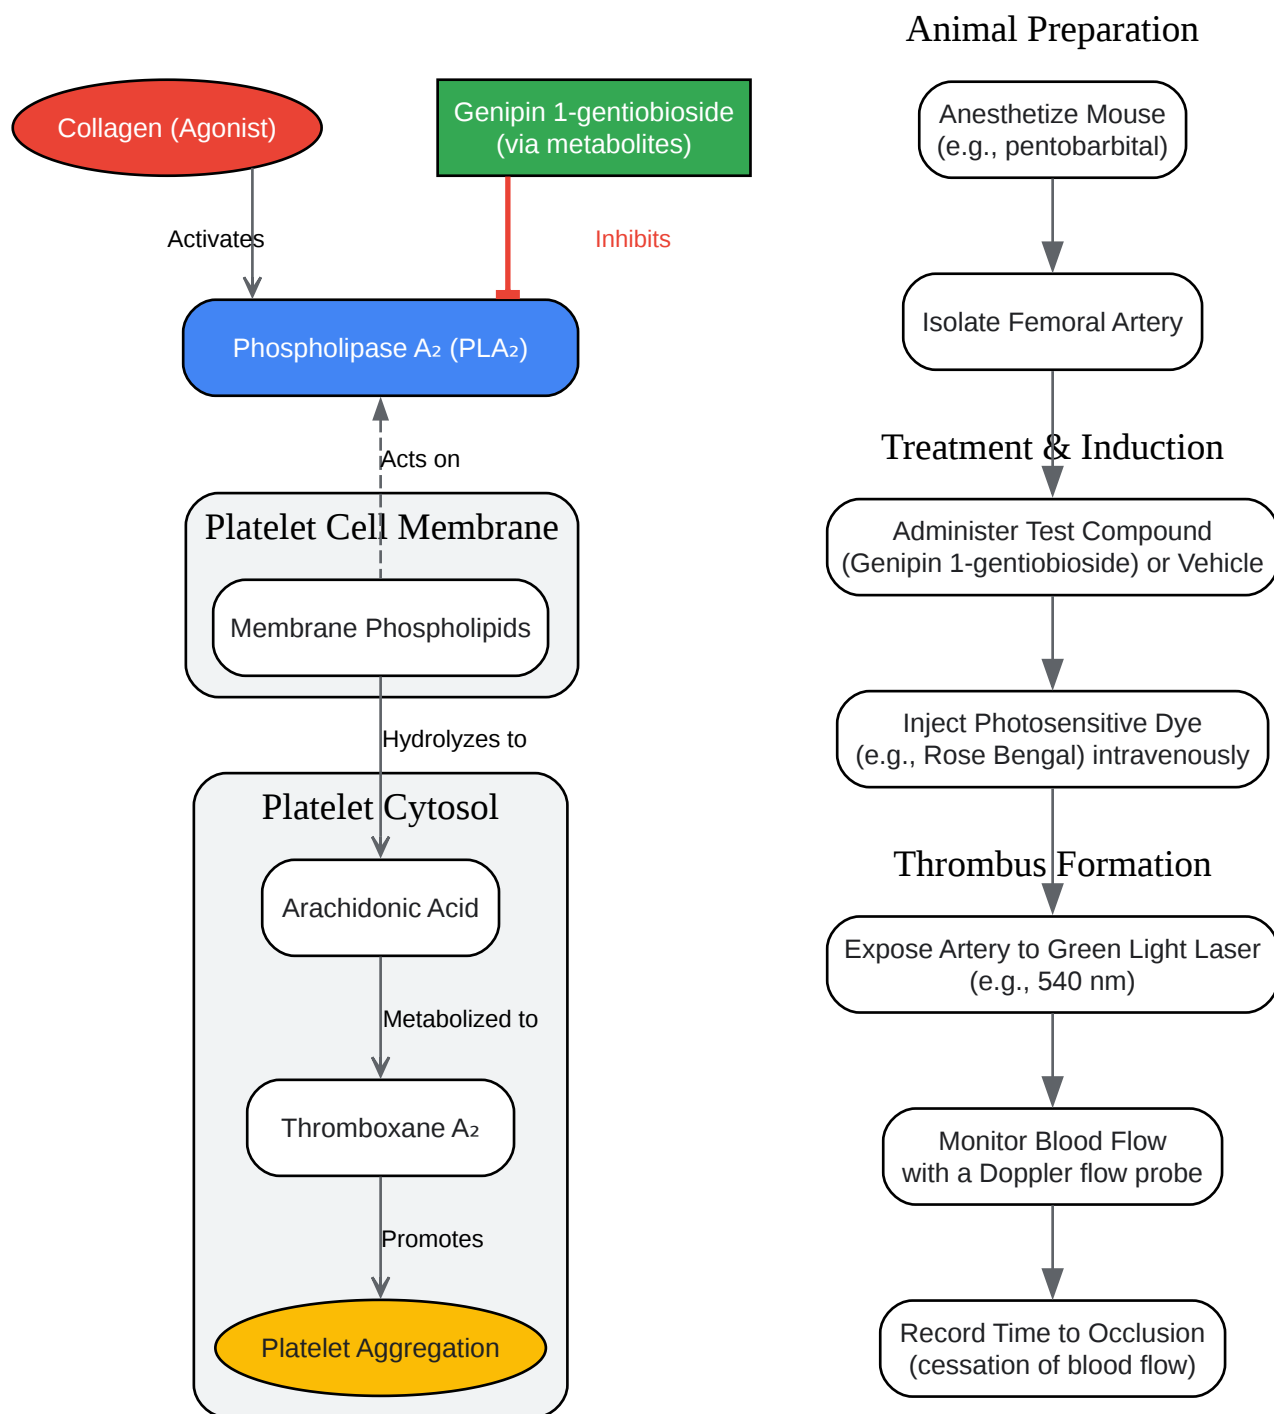 Collagen (Agonist)
Genipin 1-gentiobioside
(via metabolites)
Activates
Inhibits
Phospholipase A₂ (PLA₂)
Acts on
Platelet Cell Membrane
Membrane Phospholipids
Hydrolyzes to
Platelet Cytosol
Arachidonic Acid
Metabolized to
Thromboxane A₂
Promotes
Platelet Aggregation
Animal Preparation
Anesthetize Mouse
(e.g., pentobarbital)
Isolate Femoral Artery
Treatment & Induction
Administer Test Compound
(Genipin 1-gentiobioside) or Vehicle
Inject Photosensitive Dye
(e.g., Rose Bengal) intravenously
Thrombus Formation
Expose Artery to Green Light Laser
(e.g., 540 nm)
Monitor Blood Flow
with a Doppler flow probe
Record Time to Occlusion
(cessation of blood flow)